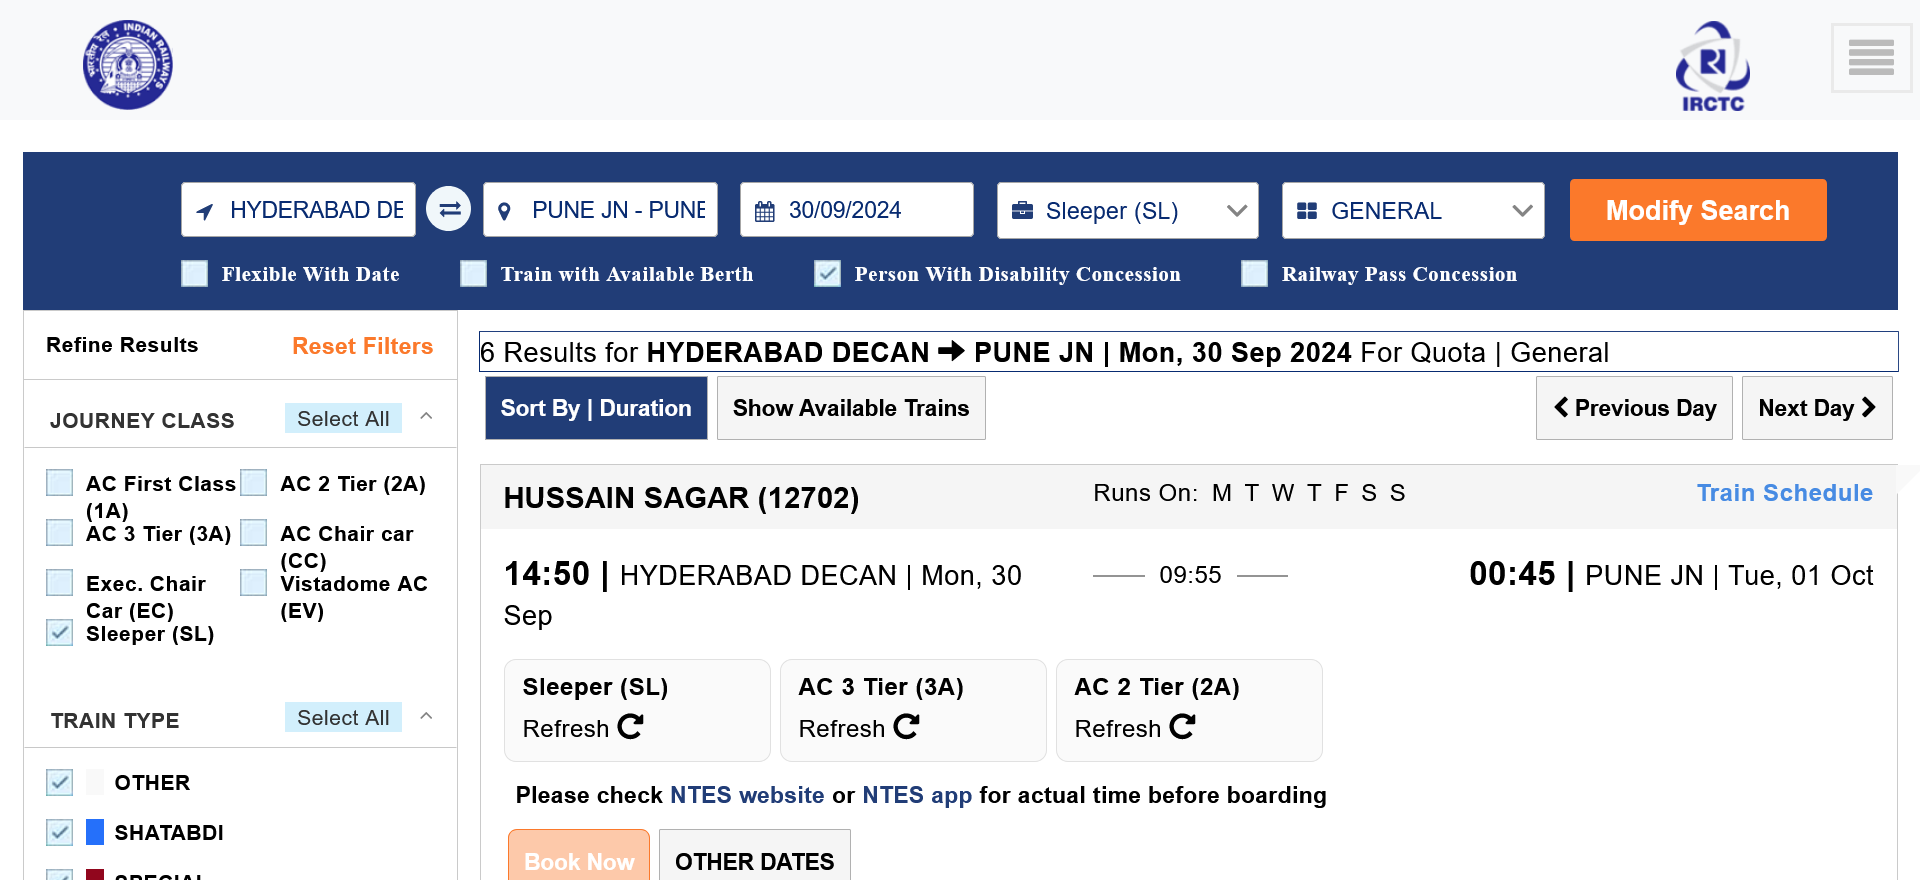 INDIAN RAILWAYS
भारतीय रेल
IRCTC
HYDERABAD DE
PUNE JN - PUNE
30/09/2024
Sleeper (SL)
GENERAL
Modify Search
Flexible With Date
Train with Available Berth
Person With Disability Concession
Railway Pass Concession
Refine Results
Reset Filters
JOURNEY CLASS
Select All
AC First Class (1A)
AC 2 Tier (2A)
AC 3 Tier (3A)
AC Chair car (CC)
Exec. Chair Car (EC)
Vistadome AC (EV)
Sleeper (SL)
TRAIN TYPE
Select All
OTHER
SHATABDI
SPECIAL
6 Results for HYDERABAD DECAN PUNE JN | Mon, 30 Sep 2024 For Quota | General
Sort By | Duration
Show Available Trains
Previous Day
Next Day
HUSSAIN SAGAR (12702)
Runs On: M T W T F S S
Train Schedule
14:50 | HYDERABAD DECAN | Mon, 30 Sep
09:55
00:45 | PUNE JN | Tue, 01 Oct
Sleeper (SL)
Refresh
AC 3 Tier (3A)
Refresh
AC 2 Tier (2A)
Refresh
Please check NTES website or NTES app for actual time before boarding
Book Now
OTHER DATES